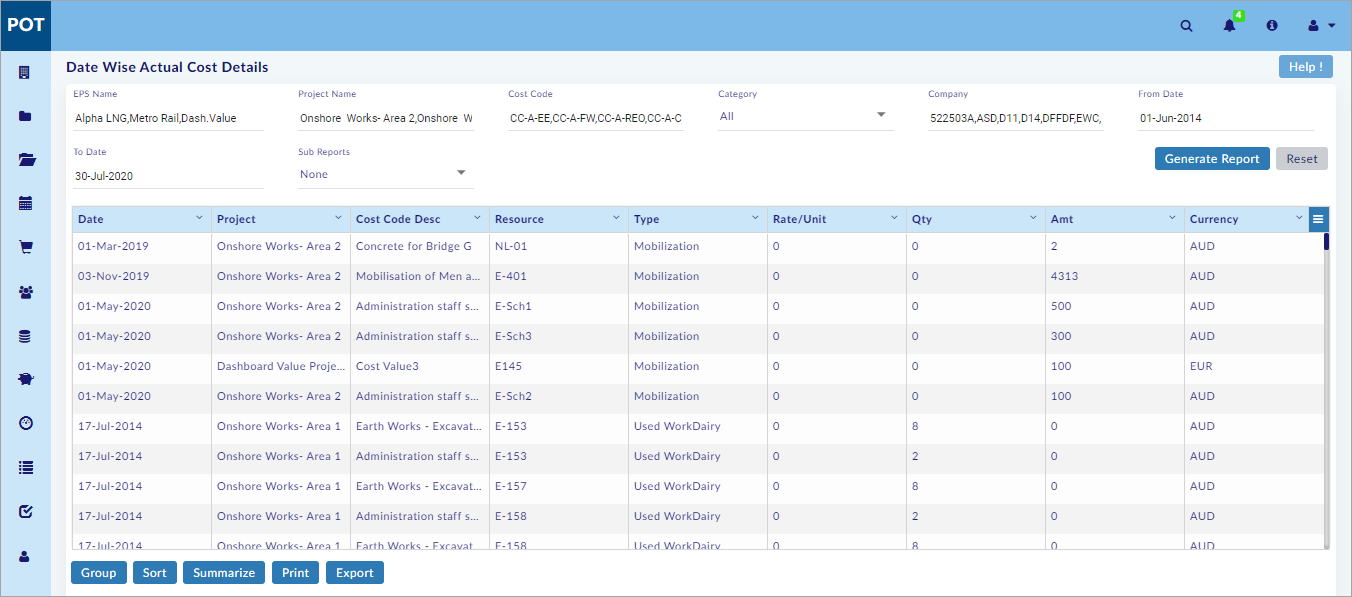 POT
4
Date Wise Actual Cost Details
Help !
EPS Name Project Name Cost Code Category Company From Date
Alpha LNG,Metro Rail,Dash.Value Onshore Works- Area 2,Onshore W CC-A-EE,CC-A-FW,CC-A-REO,CC-A-C All 522503A,ASD,D11,D14,DFFDF,EWC, 01-Jun-2014
To Date Sub Reports
30-Jul-2020 None Generate Report Reset
Date Project Cost Code Desc Resource Type Rate/Unit Qty Amt Currency
01-Mar-2019 Onshore Works- Area 2 Concrete for Bridge G NL-01 Mobilization 0 0 2 AUD
03-Nov-2019 Onshore Works- Area 2 Mobilisation of Men a... E-401 Mobilization 0 0 4313 AUD
01-May-2020 Onshore Works- Area 2 Administration staff s... E-Sch1 Mobilization 0 0 500 AUD
01-May-2020 Onshore Works- Area 2 Administration staff s... E-Sch3 Mobilization 0 0 300 AUD
01-May-2020 Dashboard Value Proje... Cost Value3 E145 Mobilization 0 0 100 EUR
01-May-2020 Onshore Works- Area 2 Administration staff s... E-Sch2 Mobilization 0 0 100 AUD
17-Jul-2014 Onshore Works- Area 1 Earth Works - Excavat... E-153 Used WorkDairy 0 8 0 AUD
17-Jul-2014 Onshore Works- Area 1 Administration staff s... E-153 Used WorkDairy 0 2 0 AUD
17-Jul-2014 Onshore Works- Area 1 Earth Works - Excavat... E-157 Used WorkDairy 0 8 0 AUD
17-Jul-2014 Onshore Works- Area 1 Administration staff s... E-158 Used WorkDairy 0 2 0 AUD
17-Jul-2014 Onshore Works- Area 1 Earth Works - Excavat... E-158 Used WorkDairy 0 8 0 AUD
Group Sort Summarize Print Export